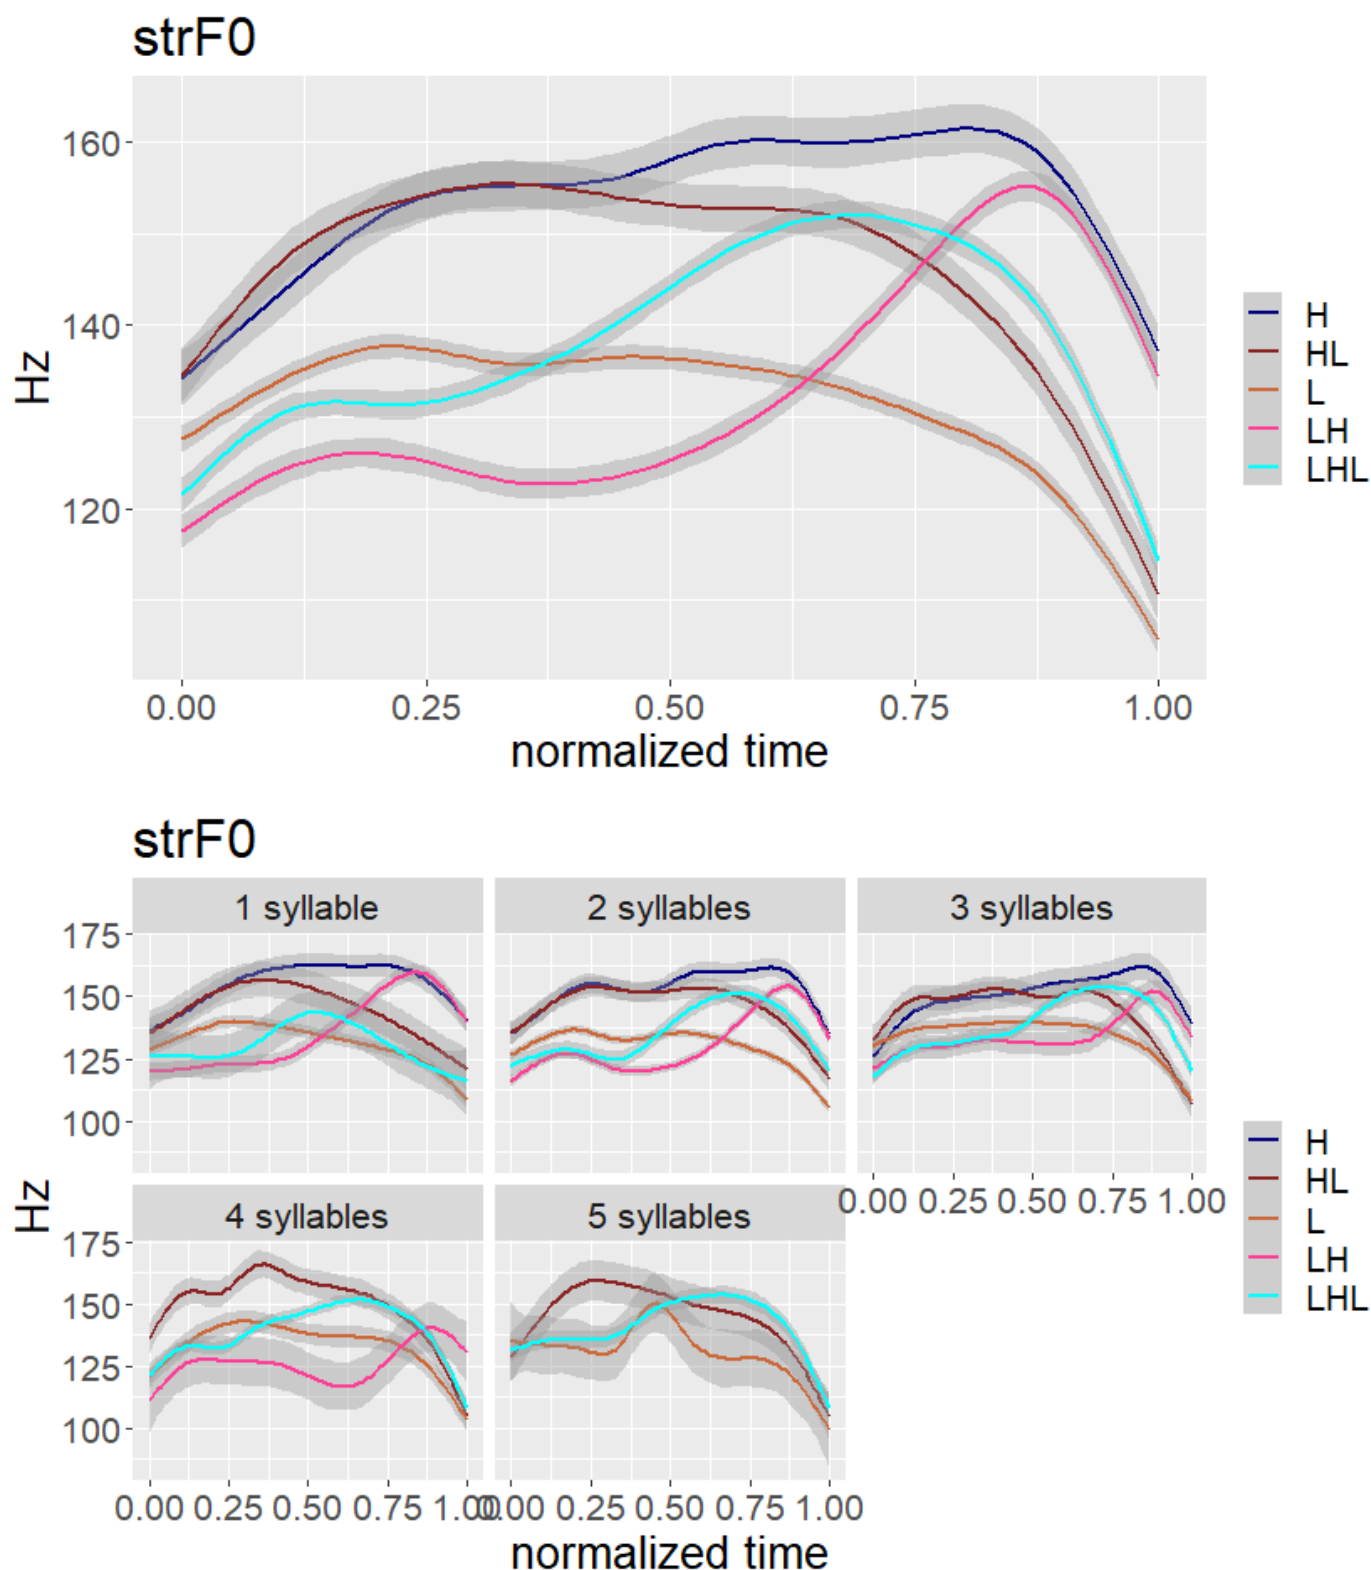 strF0
160
140
120
Hz
0.00 0.25 0.50 0.75 1.00
normalized time
H
HL
L
LH
LHL
strF0
1 syllable 2 syllables 3 syllables
175
150
125
100
0.00 0.25 0.50 0.75 1.00
Hz
4 syllables 5 syllables
175
150
125
100
0.00 0.25 0.50 0.75 1.00 0.00 0.25 0.50 0.75 1.00
normalized time
H
HL
L
LH
LHL